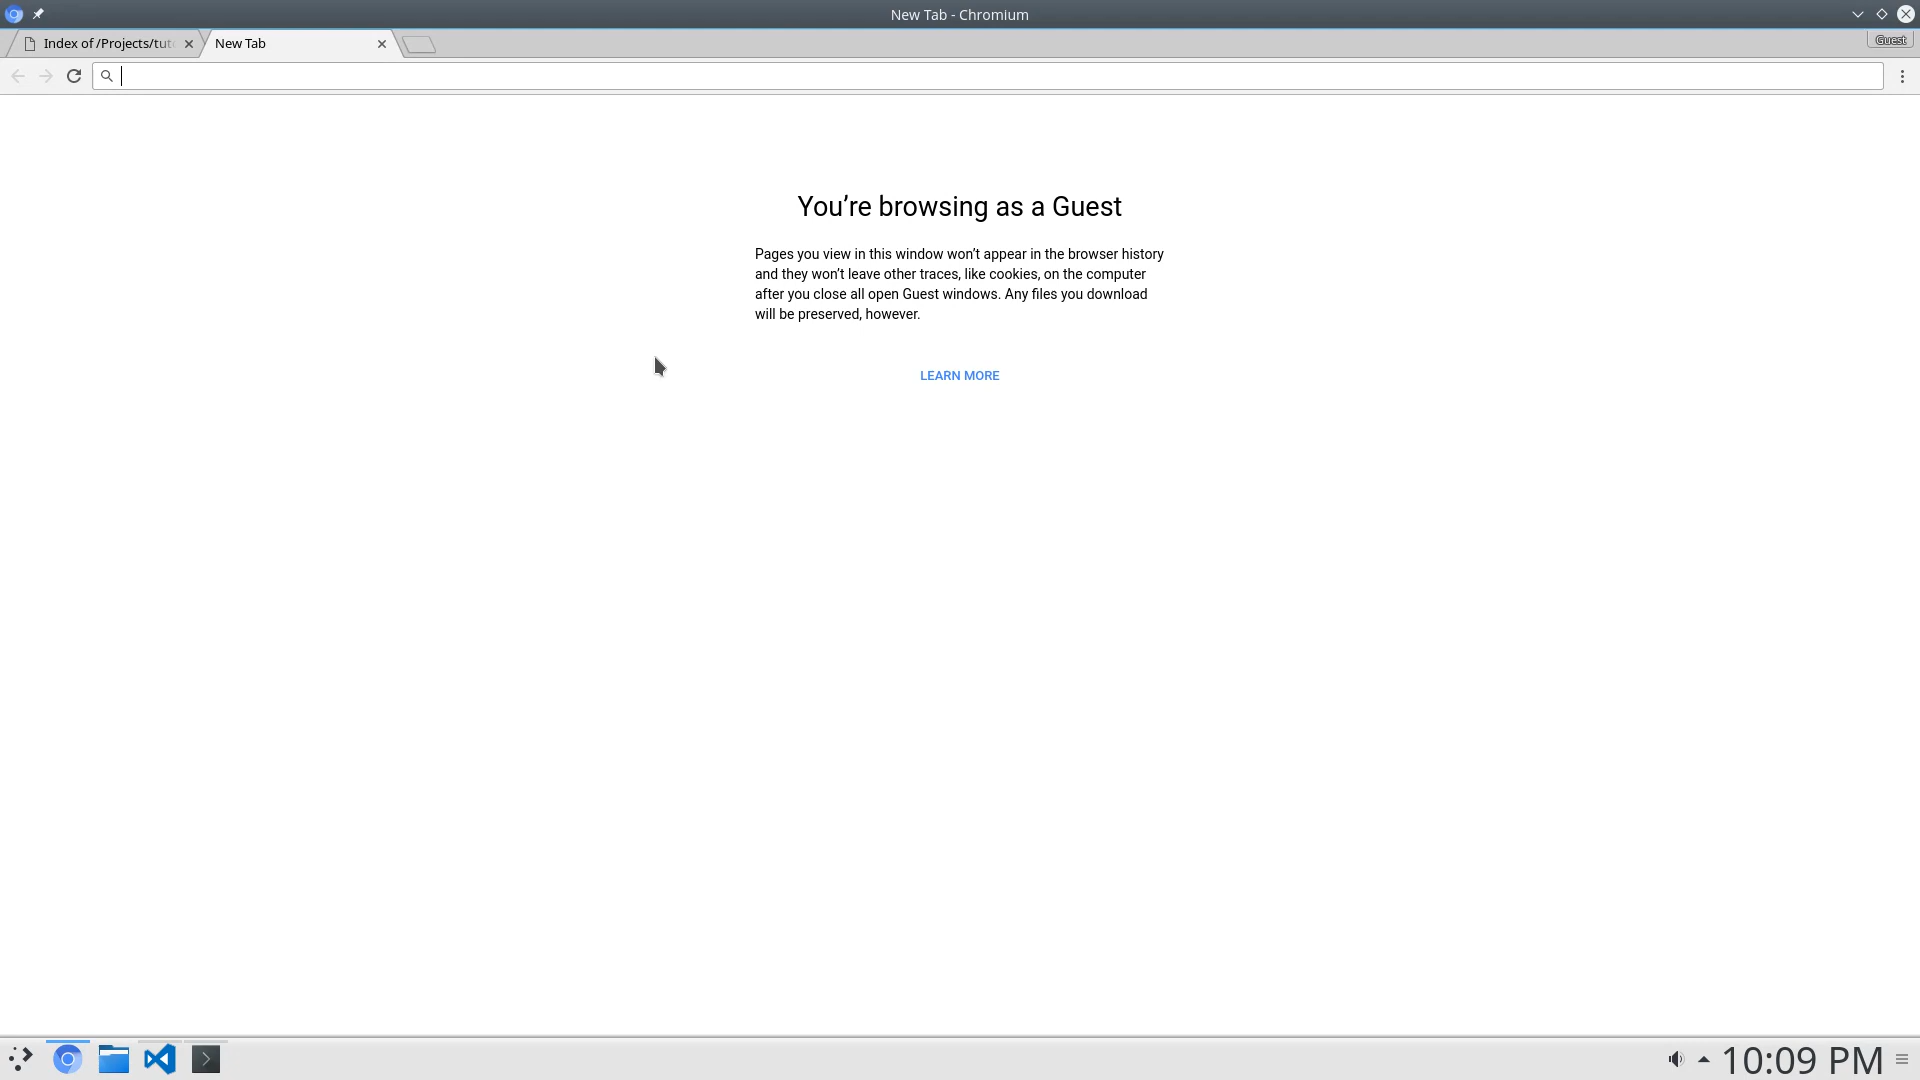 New Tab - Chromium
Index of /Projects/tut
New Tab
Guest
You’re browsing as a Guest
Pages you view in this window won’t appear in the browser history
and they won’t leave other traces, like cookies, on the computer
after you close all open Guest windows. Any files you download
will be preserved, however.
LEARN MORE
10:09 PM